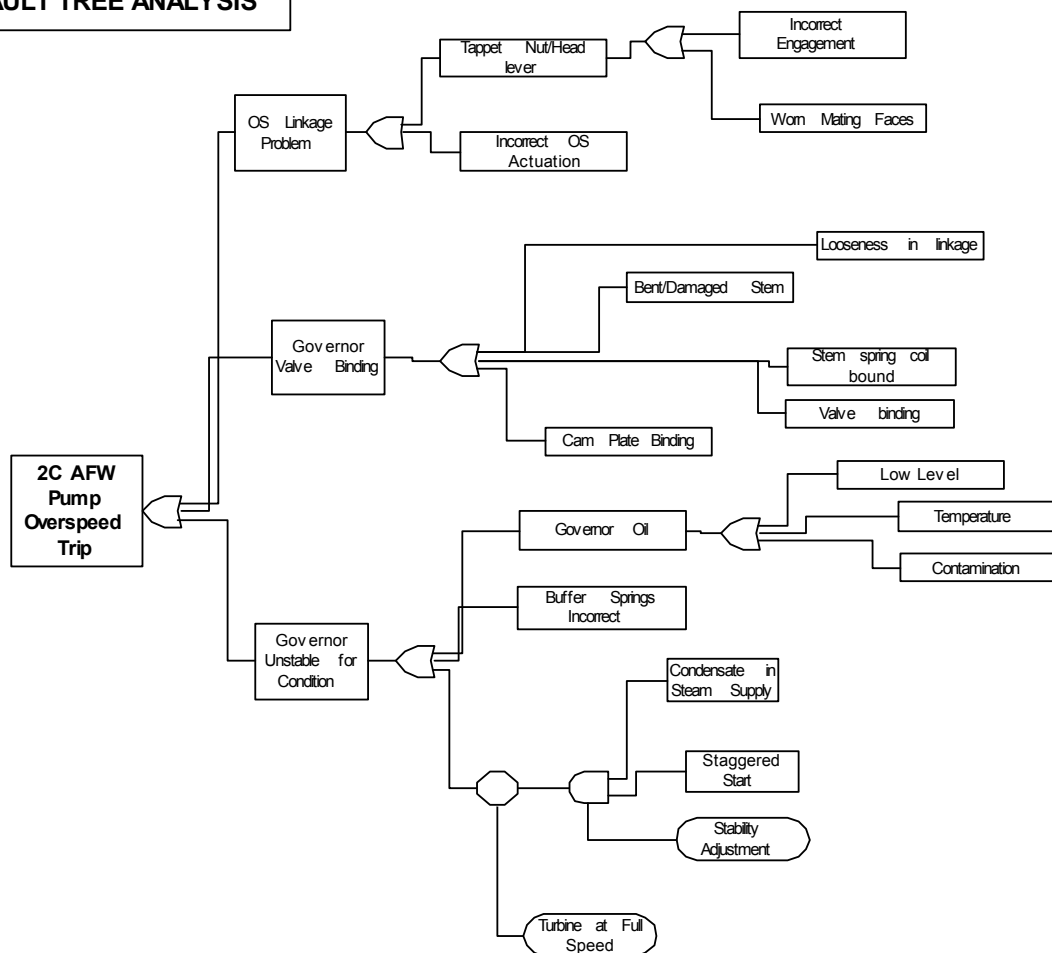 AULT TREE ANALYSIS
Incorrect
Engagement
Tappet Nut/Head
lever
Worn Mating Faces
OS Linkage
Problem
Incorrect OS
Actuation
Looseness in linkage
Bent/Damaged Stem
Governor
Valve Binding
Stem spring coil
bound
Valve binding
Cam Plate Binding
2C AFW
Pump
Overspeed
Trip
Low Level
Governor Oil
Temperature
Contamination
Buffer Springs
Incorrect
Governor
Unstable for
Condition
Condensate in
Steam Supply
Staggered
Start
Stability
Adjustment
Turbine at Full
Speed